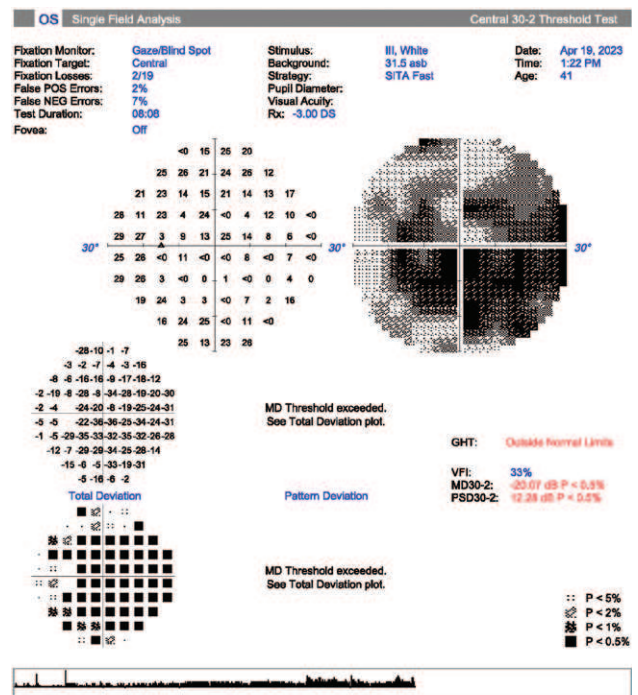 OS Single Field Analysis Central 30-2 Threshold Test
Fixation Monitor: Gaze/Blind Spot Stimulus: III, White Date: Apr 19, 2023
Fixation Target: Central Background: 31.5 asb Time: 1:22 PM
Fixation Losses: 2/19 Strategy: SITA Fast Age: 41
False POS Errors: 2% Pupil Diameter:
False NEG Errors: 7% Visual Acuity:
Test Duration: 08:08 Rx: -3.00 DS
Fovea: Off
<0 16 25 20
25 26 21 24 26 12
21 23 14 15 21 14 13 17
28 11 23 4 24 <0 4 12 10 <0
29 27 3 9 13 25 14 8 6 <0
30° 30° 30°
25 28 <0 11 <0 <0 8 <0 7 <0
29 26 3 <0 0 1 <0 0 4 0
19 24 3 3 <0 7 2 16
16 24 25 <0 11 <0
25 13 23 26
-28 -10 -1 -7
-3 -2 -7 -4 -3 -16
-8 -6 -16 -16 -9 -17 -18 -12
-2 -19 -8 -28 -8 -34 -28 -19 -20 -30
-2 -4 -24 -20 -8 -19 -25 -24 -31
-5 -5 -22 -36 -36 -25 -34 -24 -31
-1 -5 -29 -35 -33 -32 -35 -32 -26 -28
-12 -7 -29 -29 -35 -26 -28 -14
-15 -6 -5 -33 -19 -31
-5 -16 -6 -2
MD Threshold exceeded.
See Total Deviation plot.
GHT: Outside Normal Limits
VFI: 33%
MD30-2: -20.07 dB P < 0.5%
PSD30-2: 12.28 dB P < 0.5%
Total Deviation Pattern Deviation
MD Threshold exceeded.
See Total Deviation plot.
P < 5%
P < 2%
P < 1%
P < 0.5%